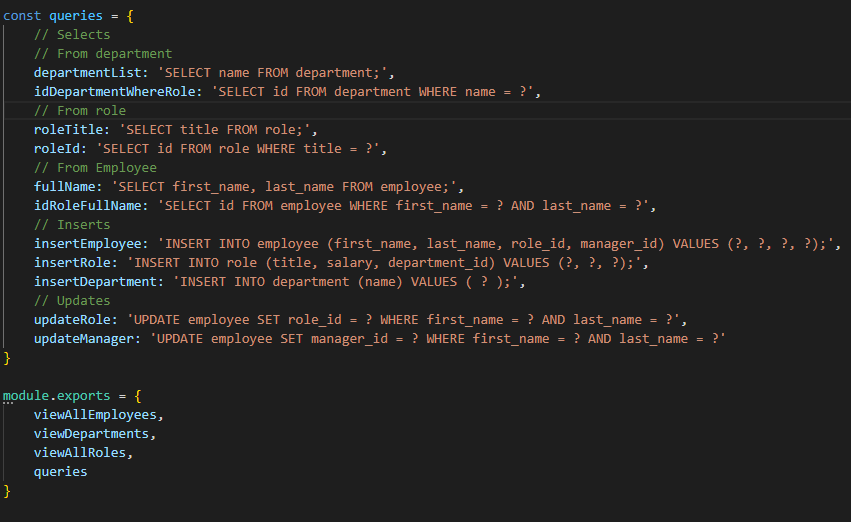 const queries = {
    // Selects
    // From department
    departmentList: 'SELECT name FROM department;',
    idDepartmentWhereRole: 'SELECT id FROM department WHERE name = ?',
    // From role
    roleTitle: 'SELECT title FROM role;',
    roleId: 'SELECT id FROM role WHERE title = ?',
    // From Employee
    fullName: 'SELECT first_name, last_name FROM employee;',
    idRoleFullName: 'SELECT id FROM employee WHERE first_name = ? AND last_name = ?',
    // Inserts
    insertEmployee: 'INSERT INTO employee (first_name, last_name, role_id, manager_id) VALUES (?, ?, ?, ?);',
    insertRole: 'INSERT INTO role (title, salary, department_id) VALUES (?, ?, ?);',
    insertDepartment: 'INSERT INTO department (name) VALUES ( ? );',
    // Updates
    updateRole: 'UPDATE employee SET role_id = ? WHERE first_name = ? AND last_name = ?',
    updateManager: 'UPDATE employee SET manager_id = ? WHERE first_name = ? AND last_name = ?'
}

module.exports = {
    viewAllEmployees,
    viewDepartments,
    viewAllRoles,
    queries
}